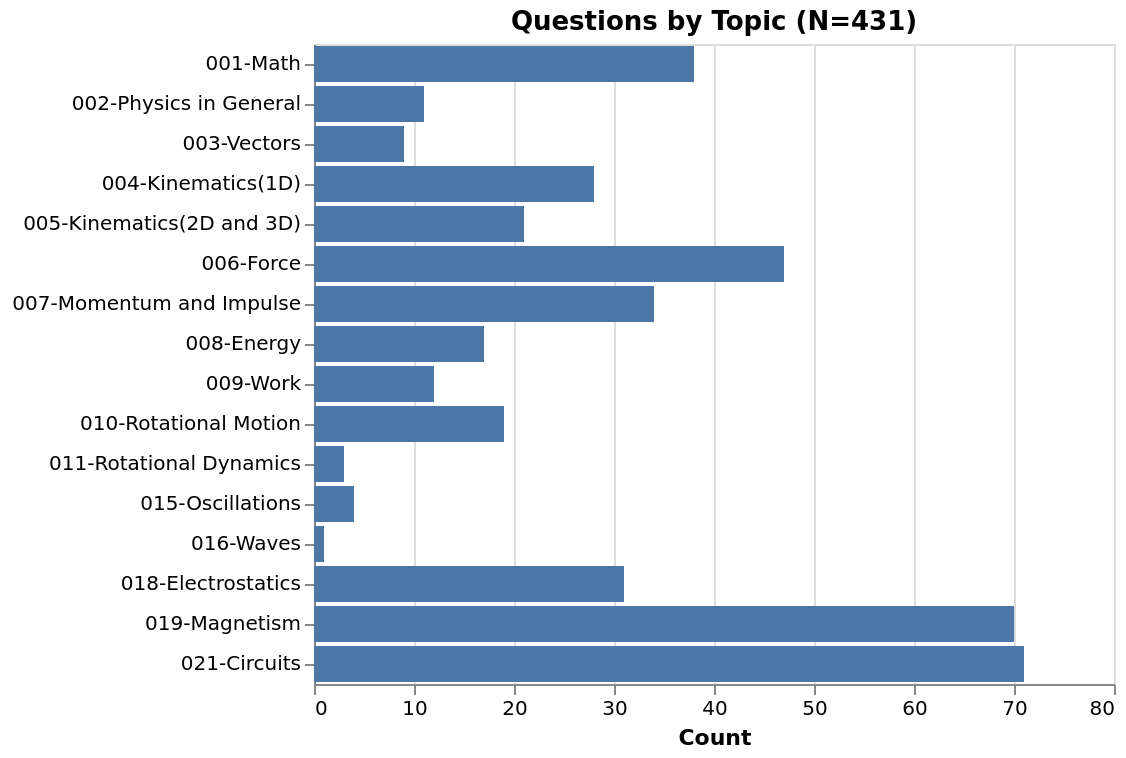 Questions by Topic (N=431)
001-Math
002-Physics in General
003-Vectors
004-Kinematics(1D)
005-Kinematics(2D and 3D)
006-Force
007-Momentum and Impulse
008-Energy
009-Work
010-Rotational Motion
011-Rotational Dynamics
015-Oscillations
016-Waves
018-Electrostatics
019-Magnetism
021-Circuits
0 10 20 30 40 50 60 70 80
Count